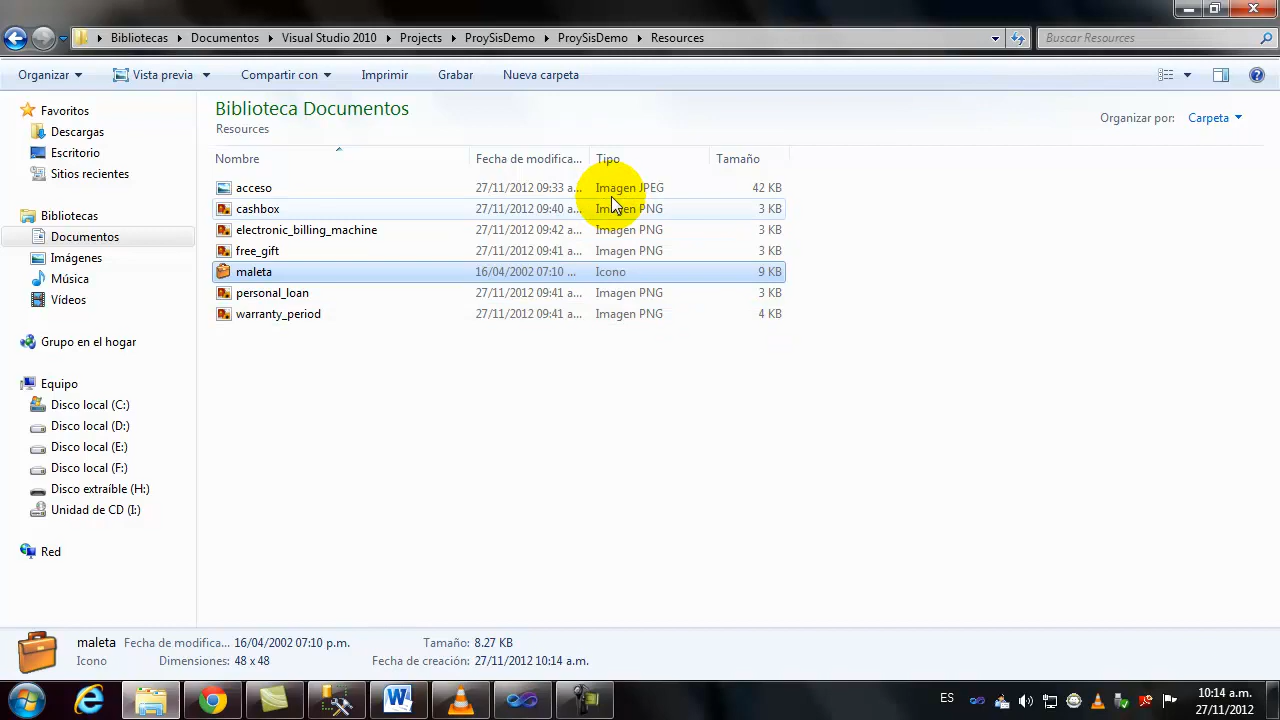 Bibliotecas Documentos Visual Studio 2010 Projects ProySisDemo ProySisDemo Resources Buscar Resources
Organizar Vista previa Compartir con Imprimir Grabar Nueva carpeta
Favoritos
Descargas
Escritorio
Sitios recientes
Bibliotecas
Documentos
Imágenes
Música
Vídeos
Grupo en el hogar
Equipo
Disco local (C:)
Disco local (D:)
Disco local (E:)
Disco local (F:)
Disco extraíble (H:)
Unidad de CD (I:)
Red
Biblioteca Documentos
Resources
Organizar por: Carpeta
Nombre Fecha de modifica... Tipo Tamaño
acceso 27/11/2012 09:33 a... Imagen JPEG 42 KB
cashbox 27/11/2012 09:40 a... Imagen PNG 3 KB
electronic_billing_machine 27/11/2012 09:42 a... Imagen PNG 3 KB
free_gift 27/11/2012 09:41 a... Imagen PNG 3 KB
maleta 16/04/2002 07:10 ... Icono 9 KB
personal_loan 27/11/2012 09:41 a... Imagen PNG 3 KB
warranty_period 27/11/2012 09:41 a... Imagen PNG 4 KB
maleta Fecha de modifica... 16/04/2002 07:10 p.m. Tamaño: 8.27 KB
Icono Dimensiones: 48 x 48 Fecha de creación: 27/11/2012 10:14 a.m.
ES
10:14 a.m.
27/11/2012